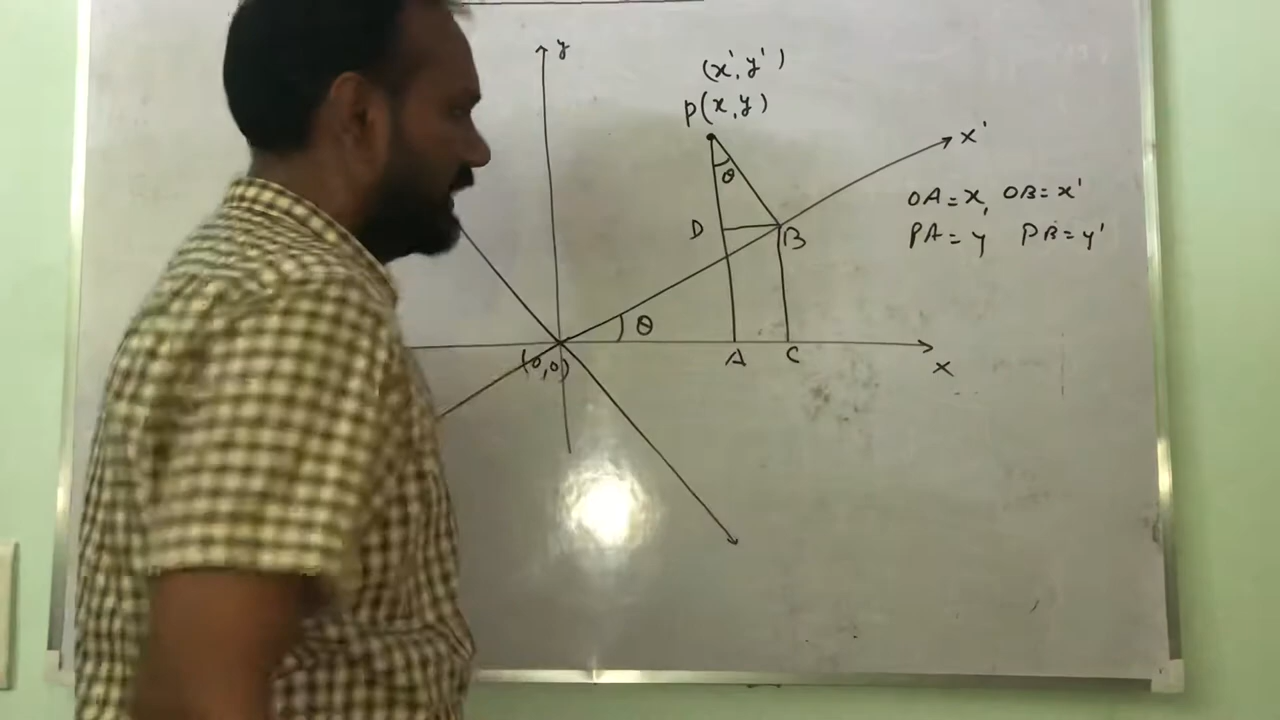 y
(x', y')
P(x, y)
x'
θ
OA = x, OB = x'
D
B
PA = y PB = y'
θ
(0,0)
A
C
x